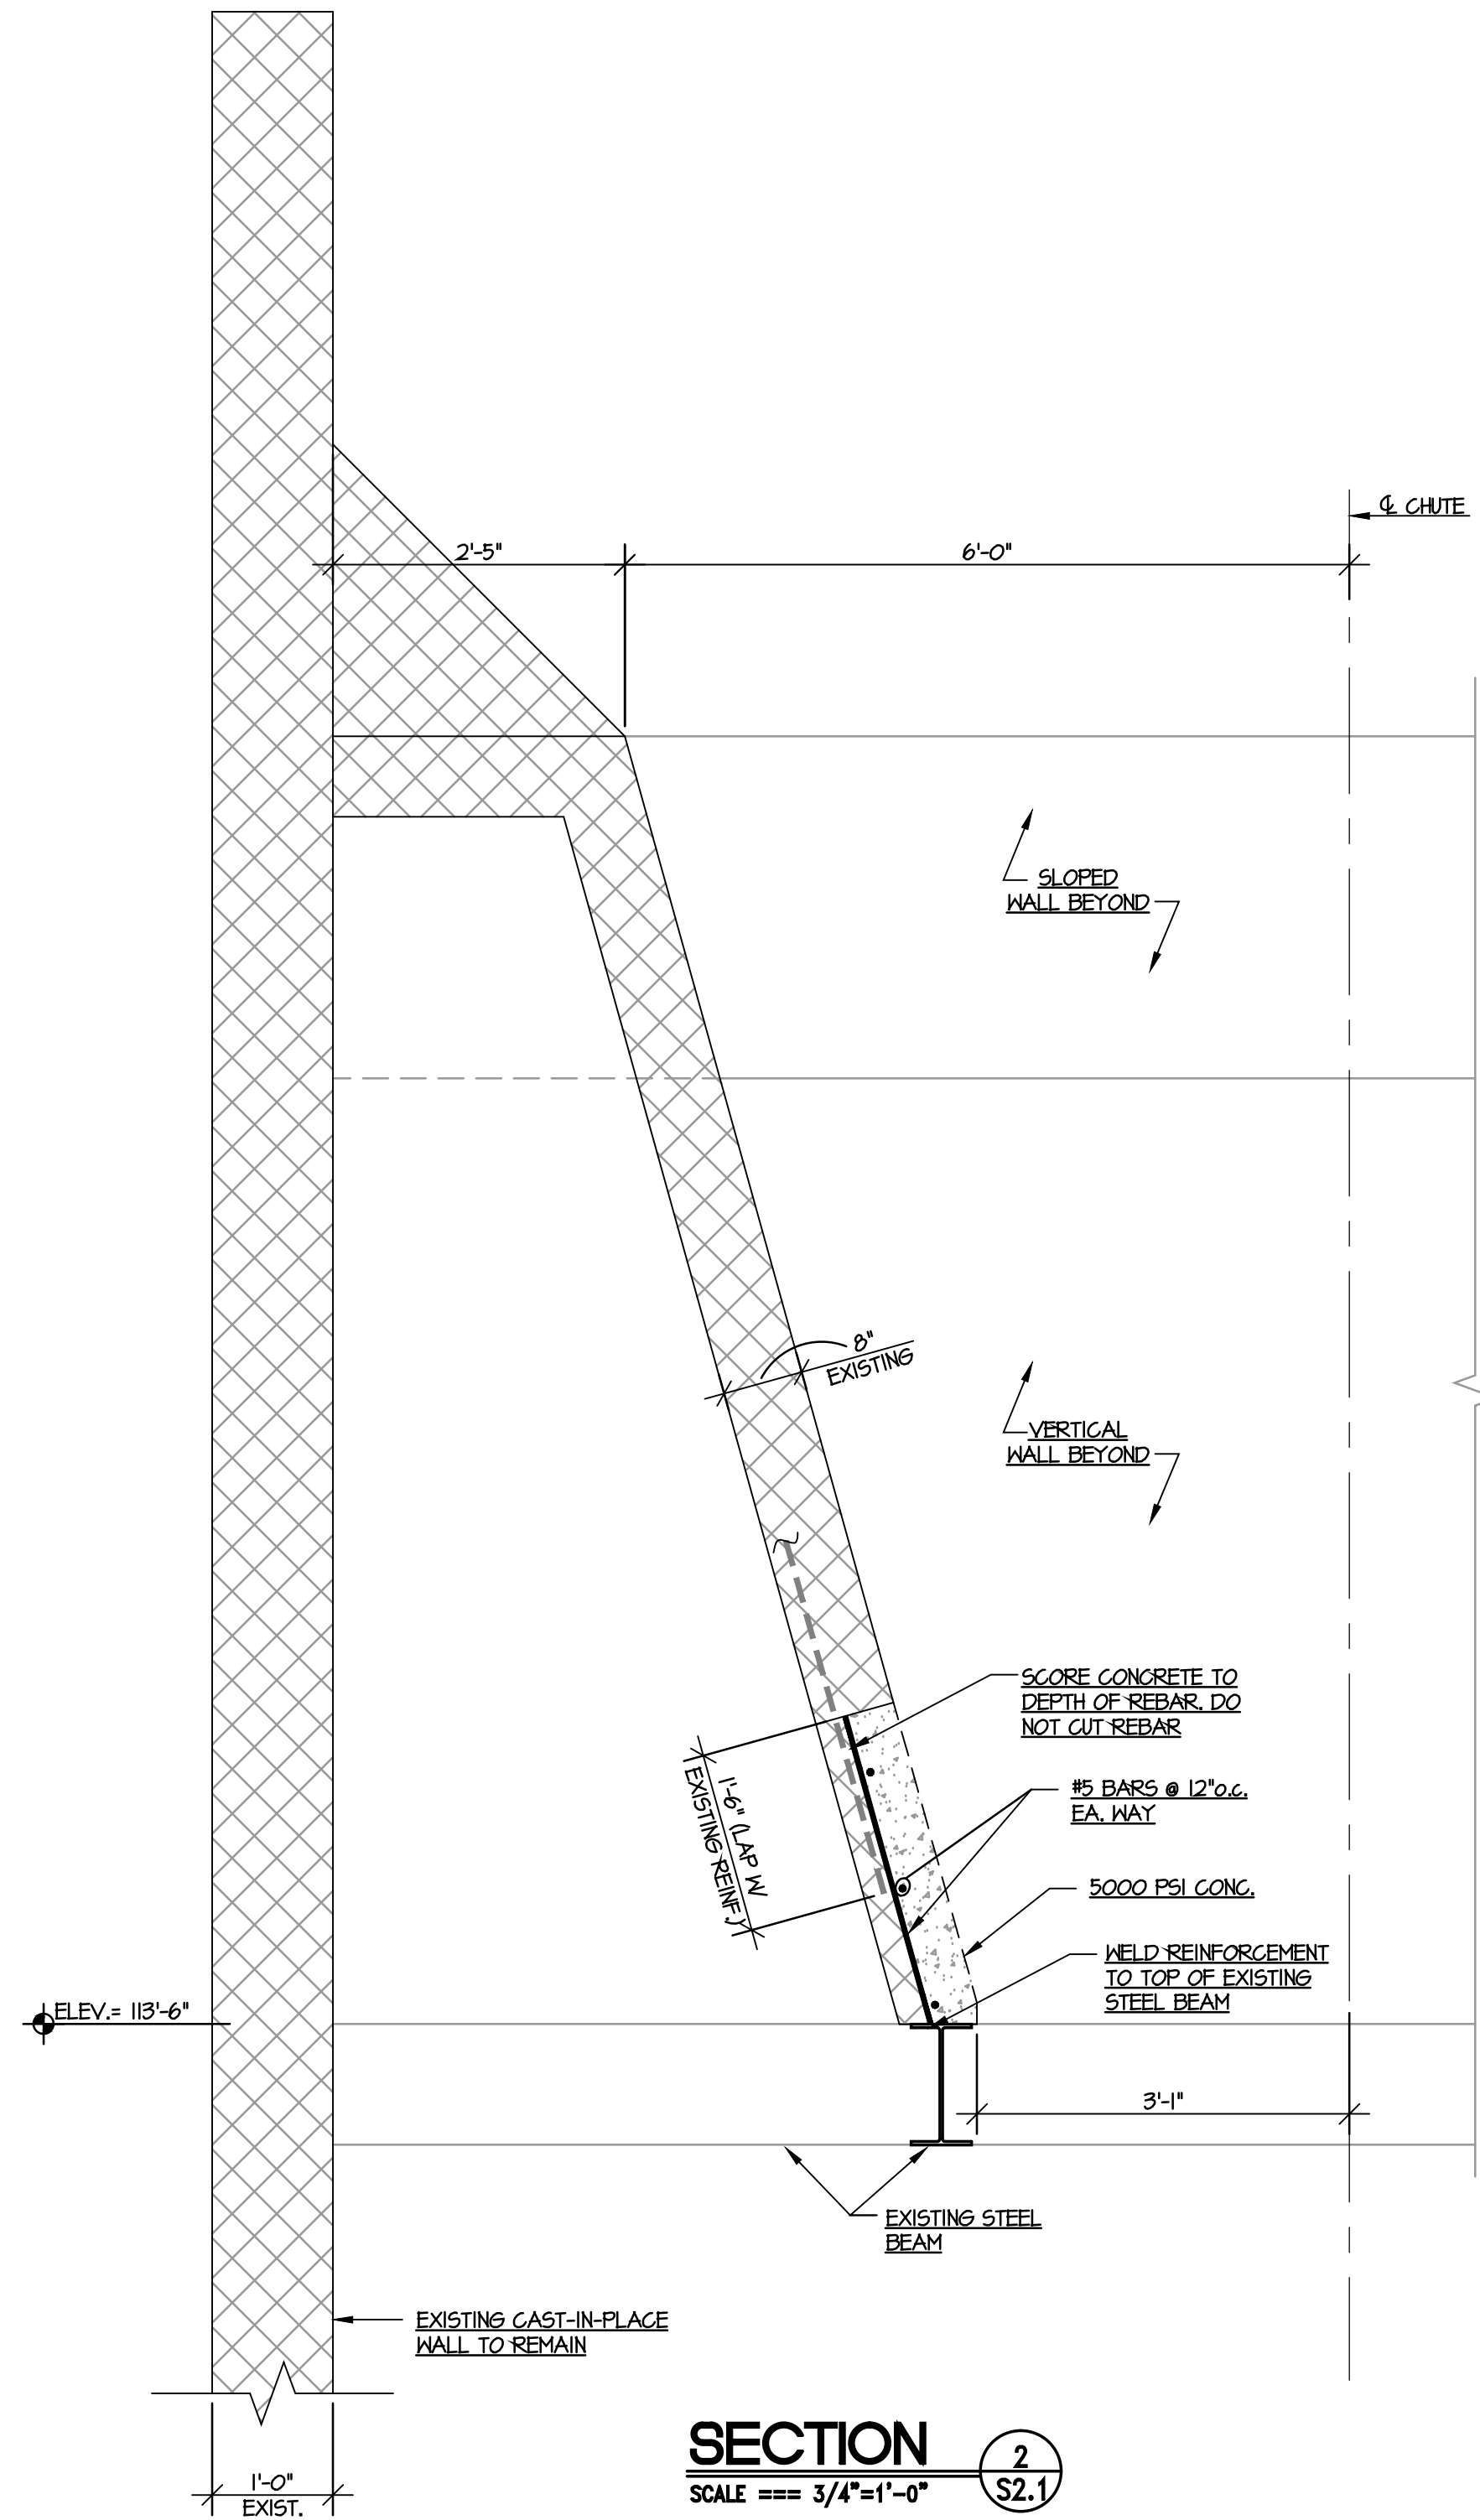 ℄ CHUTE
2'-5"
6'-0"
SLOPED
WALL BEYOND
8"
EXISTING
VERTICAL
WALL BEYOND
SCORE CONCRETE TO
DEPTH OF REBAR. DO
NOT CUT REBAR
1'-6" (LAP W/
EXISTING REINF.)
#5 BARS @ 12"o.c.
EA. WAY
5000 PSI CONC.
WELD REINFORCEMENT
TO TOP OF EXISTING
STEEL BEAM
ELEV.= 113'-6"
3'-1"
EXISTING STEEL
BEAM
EXISTING CAST-IN-PLACE
WALL TO REMAIN
1'-0"
EXIST.
SECTION
SCALE === 3/4"=1'-0"
2
S2.1